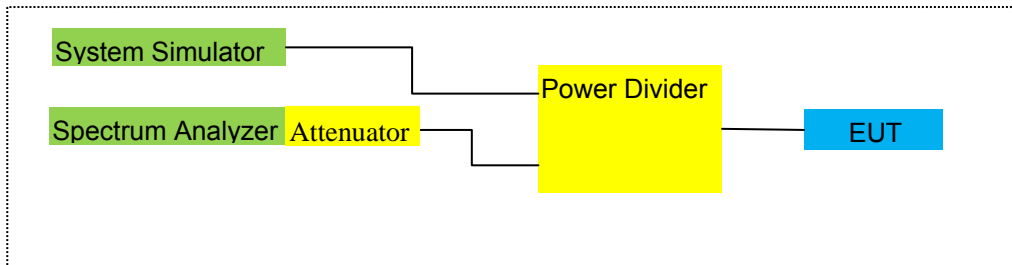 System Simulator
Power Divider
Spectrum Analyzer Attenuator
EUT